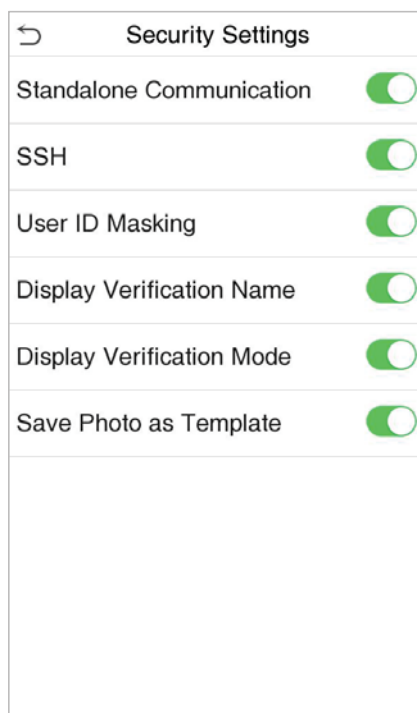 Security Settings
Standalone Communication
SSH
User ID Masking
Display Verification Name
Display Verification Mode
Save Photo as Template